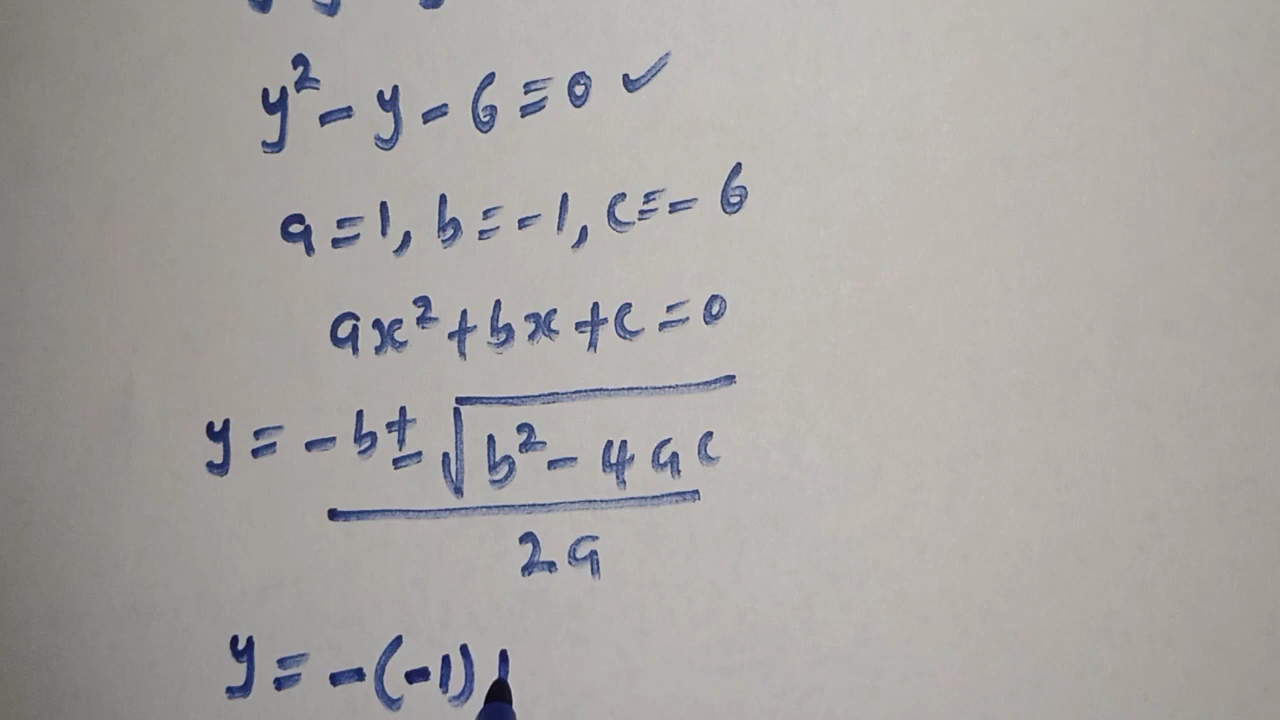 y² - y - 6 = 0 ✓
a = 1, b = -1, c = -6
ax² + bx + c = 0
y = -b ± √b² - 4ac
2a
y = -(-1)